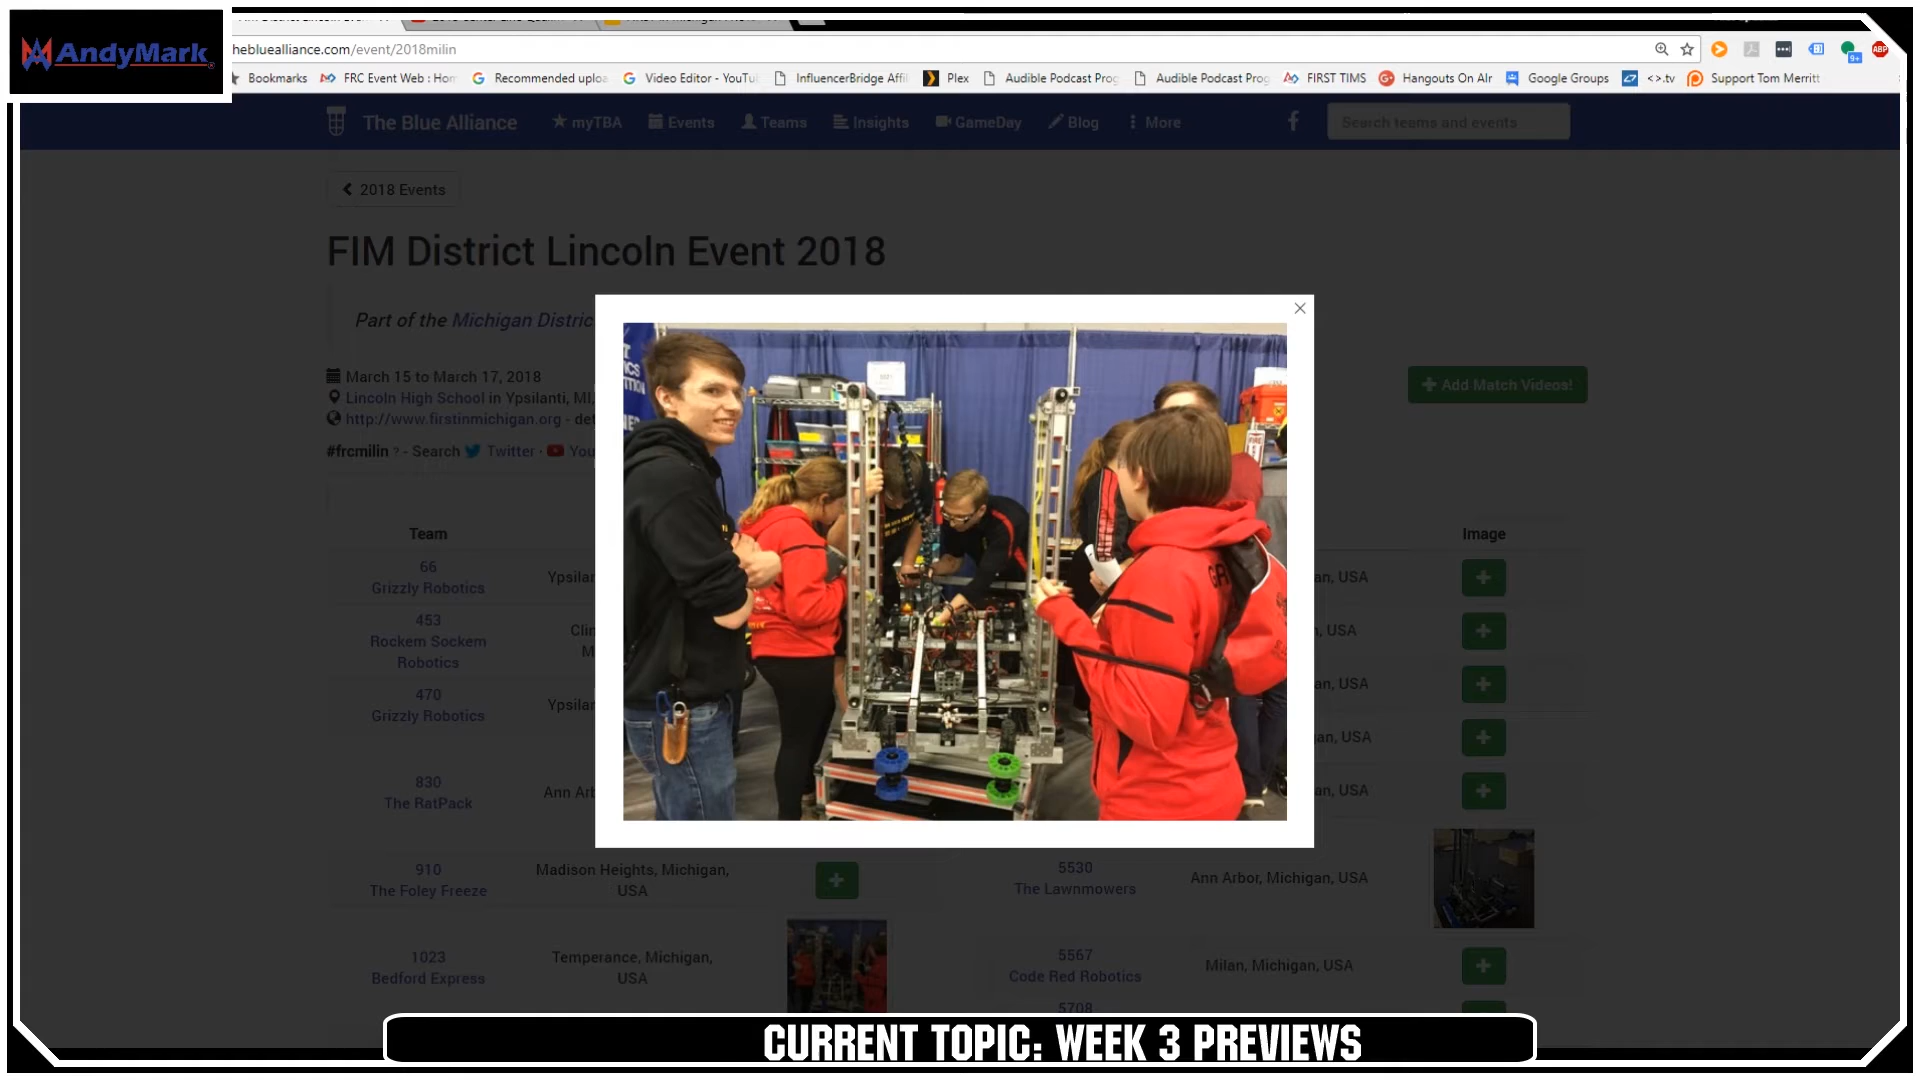 AndyMark
hebluealliance.com/event/2018milin
Bookmarks FRC Event Web : Hom Recommended uploa Video Editor - YouTu InfluencerBridge Affil Plex Audible Podcast Prog Audible Podcast Prog FIRST TIMS Hangouts On AIr Google Groups <>.tv Support Tom Merritt
The Blue Alliance myTBA Events Teams Insights GameDay Blog More Search teams and events
2018 Events
FIM District Lincoln Event 2018
Part of the Michigan Distric
March 15 to March 17, 2018
Lincoln High School in Ypsilanti, MI,
http://www.firstinmichigan.org - det
#frcmilin ? - Search Twitter · You
Add Match Videos!
Team Image
66
Grizzly Robotics Ypsilan an, USA
453
Rockem Sockem
Robotics
Clin
M
n, USA
470
Grizzly Robotics Ypsilan an, USA
an, USA
830
The RatPack Ann Arb an, USA
910
The Foley Freeze
Madison Heights, Michigan,
USA
5530
The Lawnmowers
Ann Arbor, Michigan, USA
1023
Bedford Express
Temperance, Michigan,
USA
5567
Code Red Robotics
Milan, Michigan, USA
5708
CURRENT TOPIC: WEEK 3 PREVIEWS